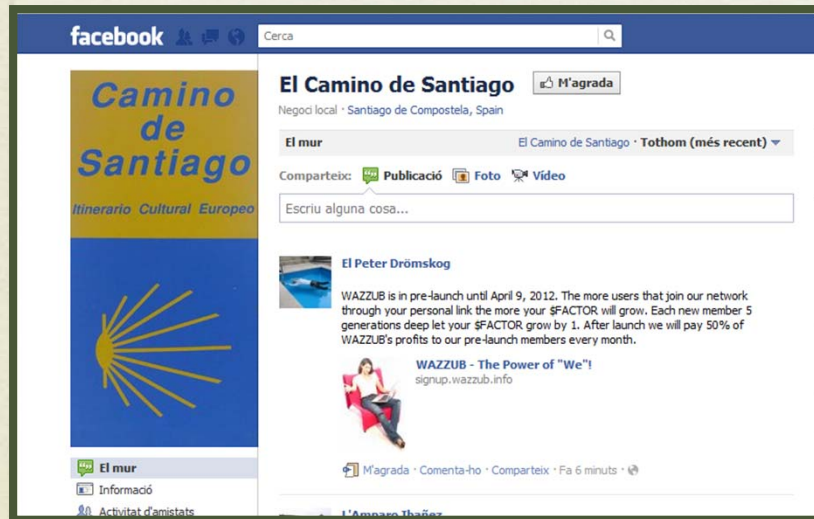 facebook
Cerca
Camino
de
Santiago
Itinerario Cultural Europeo
El mur
Informació
Activitat d'amistats
El Camino de Santiago M'agrada
Negoci local · Santiago de Compostela, Spain
El mur El Camino de Santiago · Tothom (més recent)
Comparteix: Publicació Foto Vídeo
Escriu alguna cosa...
El Peter Drömskog
WAZZUB is in pre-launch until April 9, 2012. The more users that join our network
through your personal link the more your $FACTOR will grow. Each new member 5
generations deep let your $FACTOR grow by 1. After launch we will pay 50% of
WAZZUB's profits to our pre-launch members every month.
WAZZUB - The Power of "We"!
signup.wazzub.info
M'agrada · Comenta-ho · Comparteix · Fa 6 minuts ·
L'Amparo Ibañez